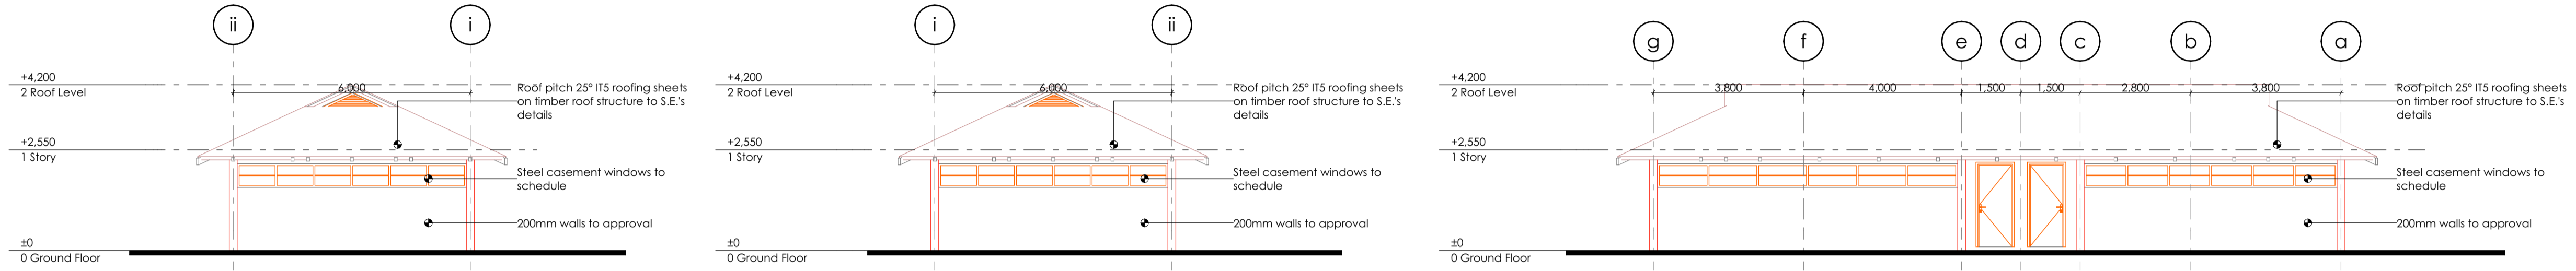 ii
i
+4,200
2 Roof Level
6,000
Roof pitch 25° IT5 roofing sheets
on timber roof structure to S.E.'s
details
+2,550
1 Story
Steel casement windows to
schedule
200mm walls to approval
±0
0 Ground Floor
i
ii
+4,200
2 Roof Level
6,000
Roof pitch 25° IT5 roofing sheets
on timber roof structure to S.E.'s
details
+2,550
1 Story
Steel casement windows to
schedule
200mm walls to approval
±0
0 Ground Floor
g
f
e
d
c
b
a
+4,200
2 Roof Level
3,800
4,000
1,500
1,500
2,800
3,800
Roof pitch 25° IT5 roofing sheets
on timber roof structure to S.E.'s
details
+2,550
1 Story
Steel casement windows to
schedule
200mm walls to approval
±0
0 Ground Floor